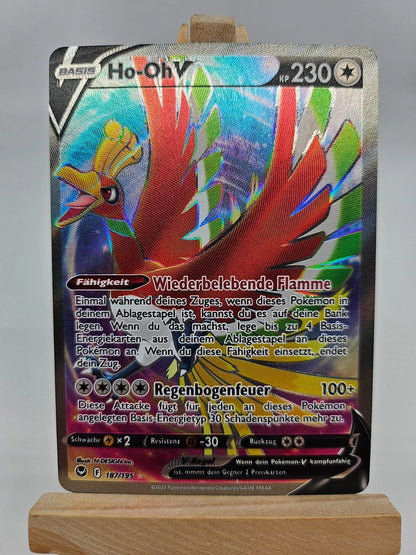 BASIS Ho-Oh V KP 230
Fähigkeit Wiederbelebende Flamme
Einmal während deines Zuges, wenn dieses Pokémon in
deinem Ablagestapel ist, kannst du es auf deine Bank
legen. Wenn du das machst, lege bis zu 4 Basis-
Energiekarten aus deinem Ablagestapel an dieses
Pokémon an. Wenn du diese Fähigkeit einsetzt, endet
dein Zug.
Regenbogenfeuer 100+
Diese Attacke fügt für jeden an dieses Pokémon
angelegten Basis-Energietyp 30 Schadenspunkte mehr zu.
Schwäche ×2 Resistenz -30 Rückzug
V-Regel Wenn dein Pokémon-V kampfunfähig
ist, nimmt dein Gegner 2 Preiskarten.
Illustr. N-DESIGN Inc.
F 187/195
©2022 Pokémon/Nintendo/Creatures/GAME FREAK